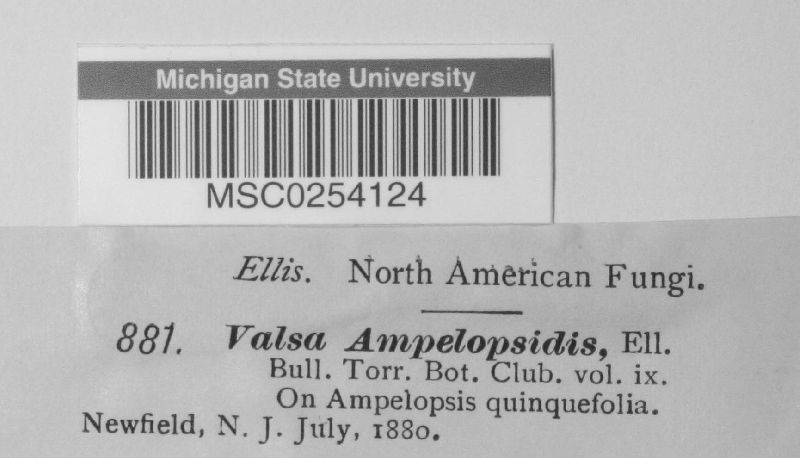 Michigan State University
MSC0254124
Ellis. North American Fungi.
881. Valsa Ampelopsidis, Ell.
Bull. Torr. Bot. Club. vol. ix.
On Ampelopsis quinquefolia.
Newfield, N. J. July, 1880.